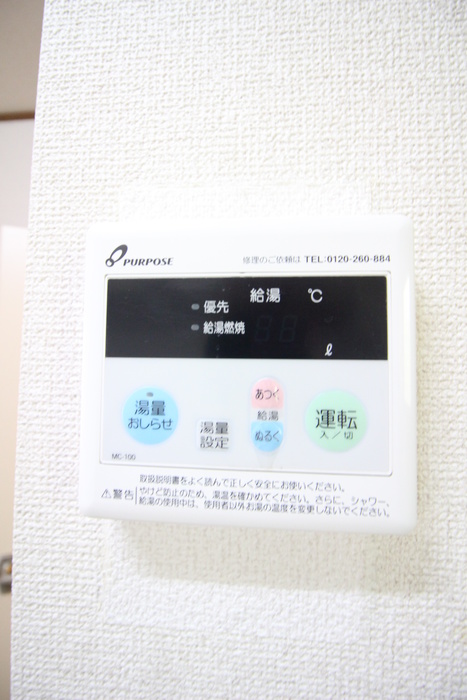 PURPOSE
修理のご依頼は TEL:0120-260-884
給湯 ℃
優先
給湯燃焼
ℓ
湯量
おしらせ
湯量
設定
あつく
給湯
ぬるく
運転
入/切
MC-100
取扱説明書をよく読んで正しく安全にお使いください。
⚠警告 やけど防止のため、湯温を確かめてください。さらに、シャワー、
給湯の使用中は、使用者以外お湯の温度を変更しないでください。